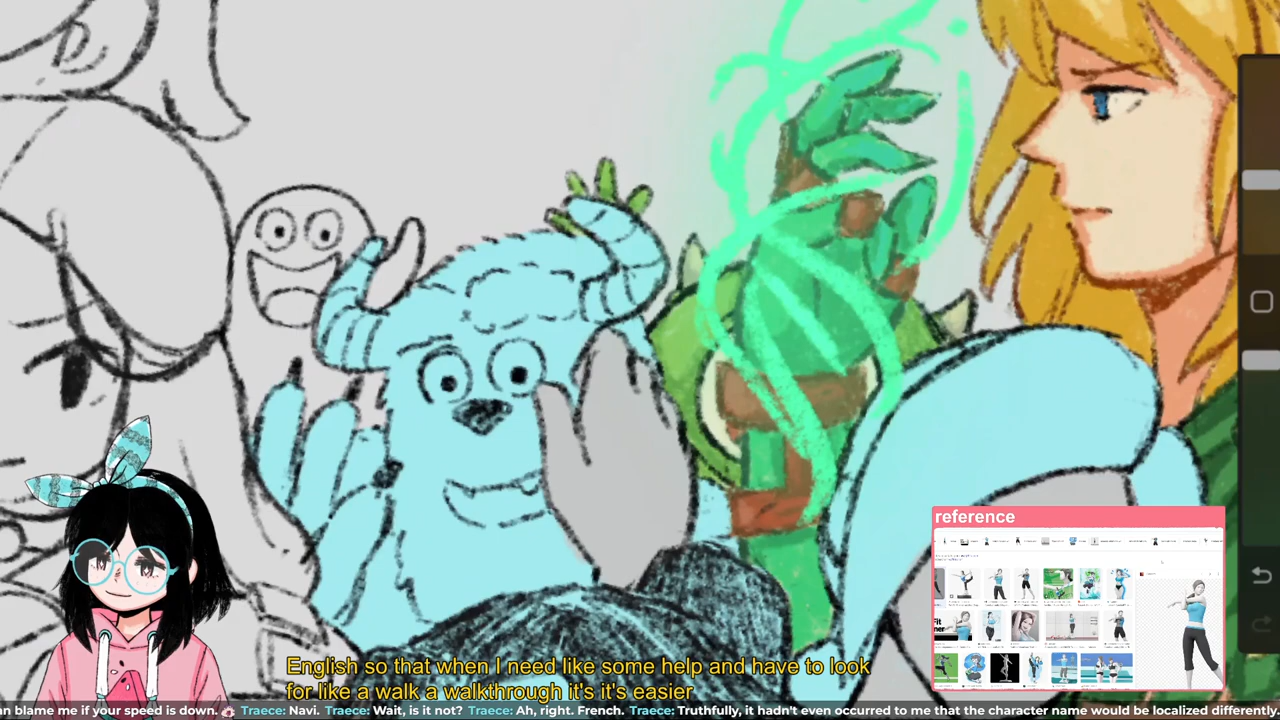 reference
Fit
English so that when I need like some help and have to look
for like a walk a walkthrough it's it's easier
an blame me if your speed is down. Traece: Navi. Traece: Wait, is it not? Traece: Ah, right. French. Traece: Truthfully, it hadn't even occurred to me that the character name would be localized differently.